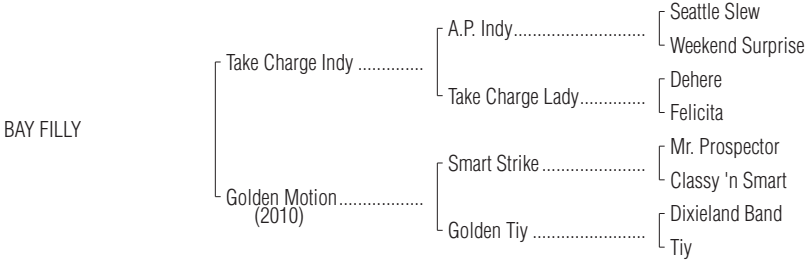 Seattle Slew
A.P. Indy..............................
Weekend Surprise
Take Charge Indy ...............
Dehere
Take Charge Lady...............
Felicita
BAY FILLY
Mr. Prospector
Smart Strike ........................
Classy 'n Smart
Golden Motion...................
(2010)
Dixieland Band
Golden Tiy ..........................
Tiy